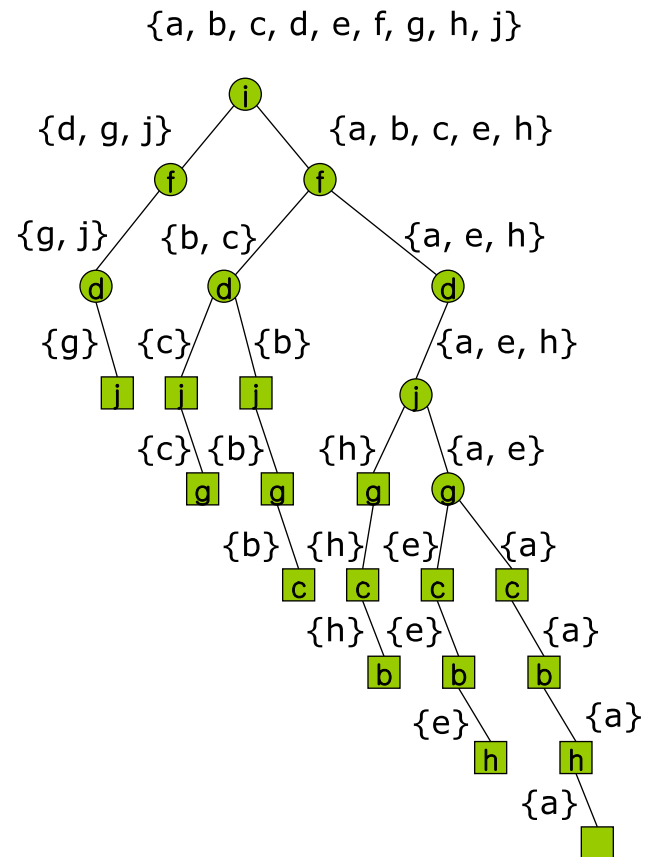 {a, b, c, d, e, f, g, h, j}
i
{d, g, j} {a, b, c, e, h}
f f
{g, j} {b, c} {a, e, h}
d d d
{g} {c} {b} {a, e, h}
j j j j
{c} {b} {h} {a, e}
g g g g
{b} {h} {e} {a}
c c c c
{h} {e} {a}
b b b
{e} {a}
h h
{a}